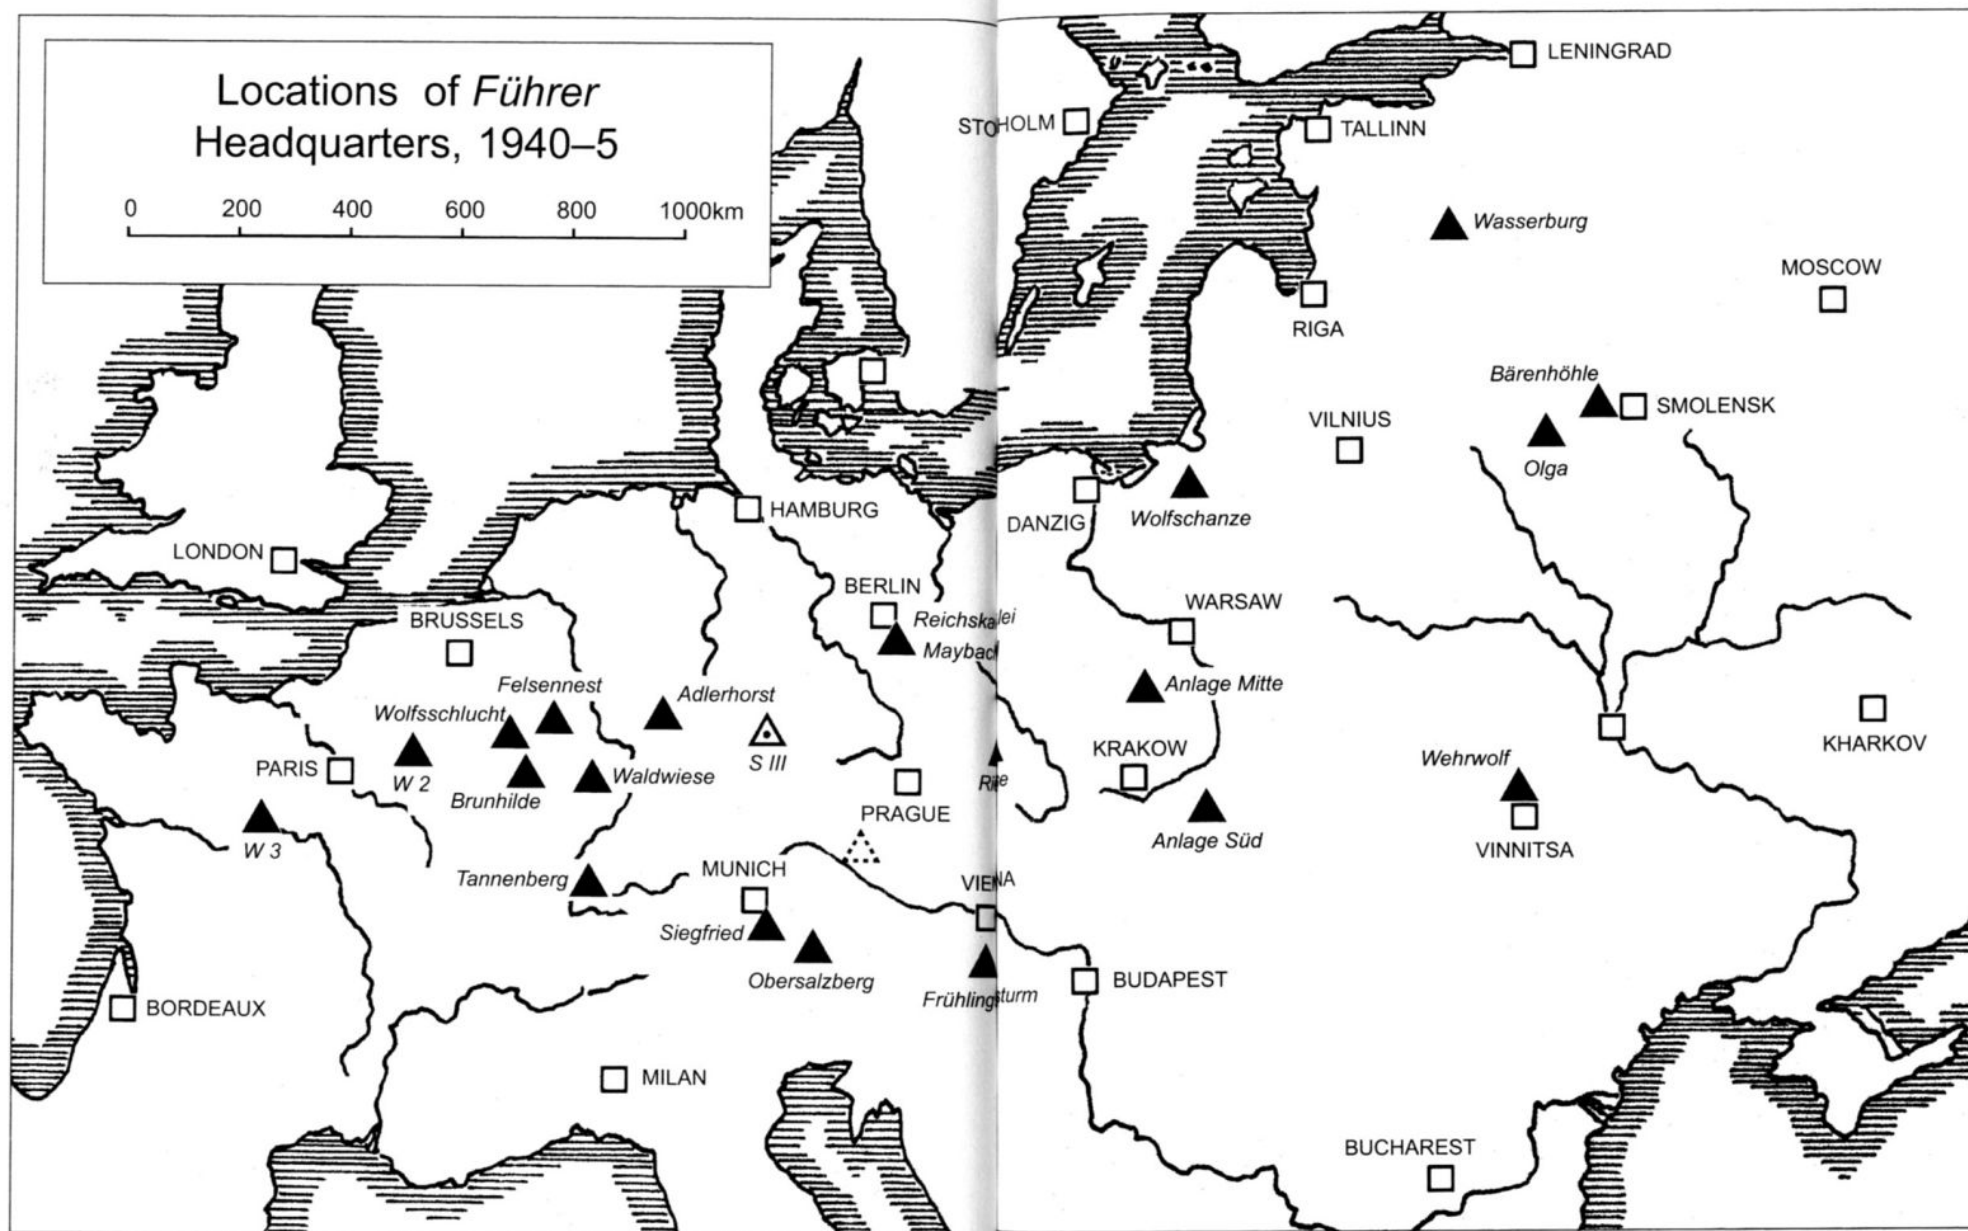 Locations of Führer
Headquarters, 1940–5
0 200 400 600 800 1000km
LENINGRAD
TALLINN
Wasserburg
MOSCOW
RIGA
Bärenhöhle
SMOLENSK
VILNIUS
Olga
DANZIG
Wolfschanze
HAMBURG
LONDON
BERLIN
WARSAW
BRUSSELS
Felsennest
Adlerhorst
Anlage Mitte
Wolfsschlucht
PARIS
W 2
Brunhilde
Waldwiese
S III
KRAKOW
KHARKOV
Wehrwolf
PRAGUE
Anlage Süd
VINNITSA
W 3
Tannenberg
MUNICH
Siegfried
Obersalzberg
BUDAPEST
BORDEAUX
MILAN
BUCHAREST